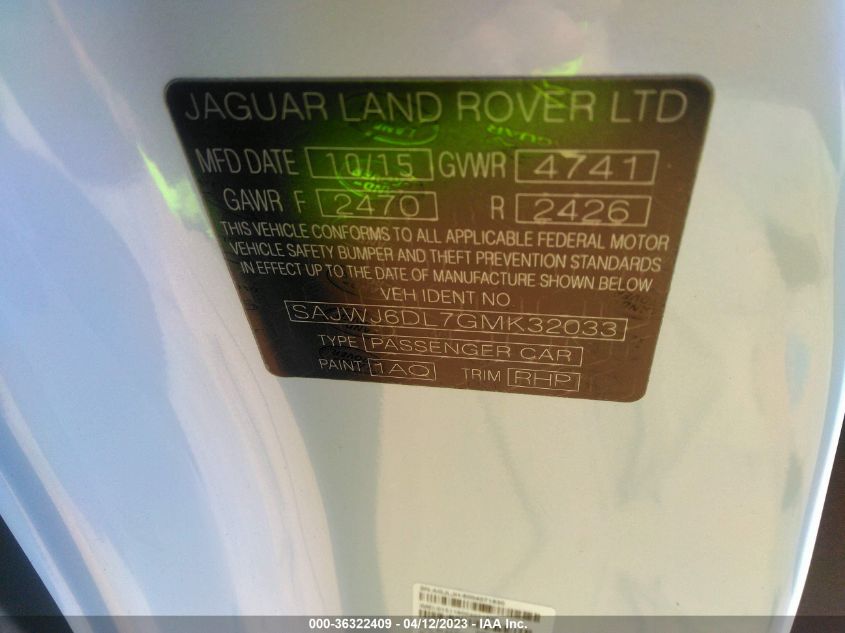 JAGUAR LAND ROVER LTD
MFD DATE 10/15 GVWR 4741
GAWR F 2470 R 2426
THIS VEHICLE CONFORMS TO ALL APPLICABLE FEDERAL MOTOR
VEHICLE SAFETY BUMPER AND THEFT PREVENTION STANDARDS
IN EFFECT UP TO THE DATE OF MANUFACTURE SHOWN BELOW
VEH IDENT NO
SAJWJ6DL7GMK32033
TYPE PASSENGER CAR
PAINT 1AQ TRIM RHP
000-36322409 - 04/12/2023 - IAA Inc.